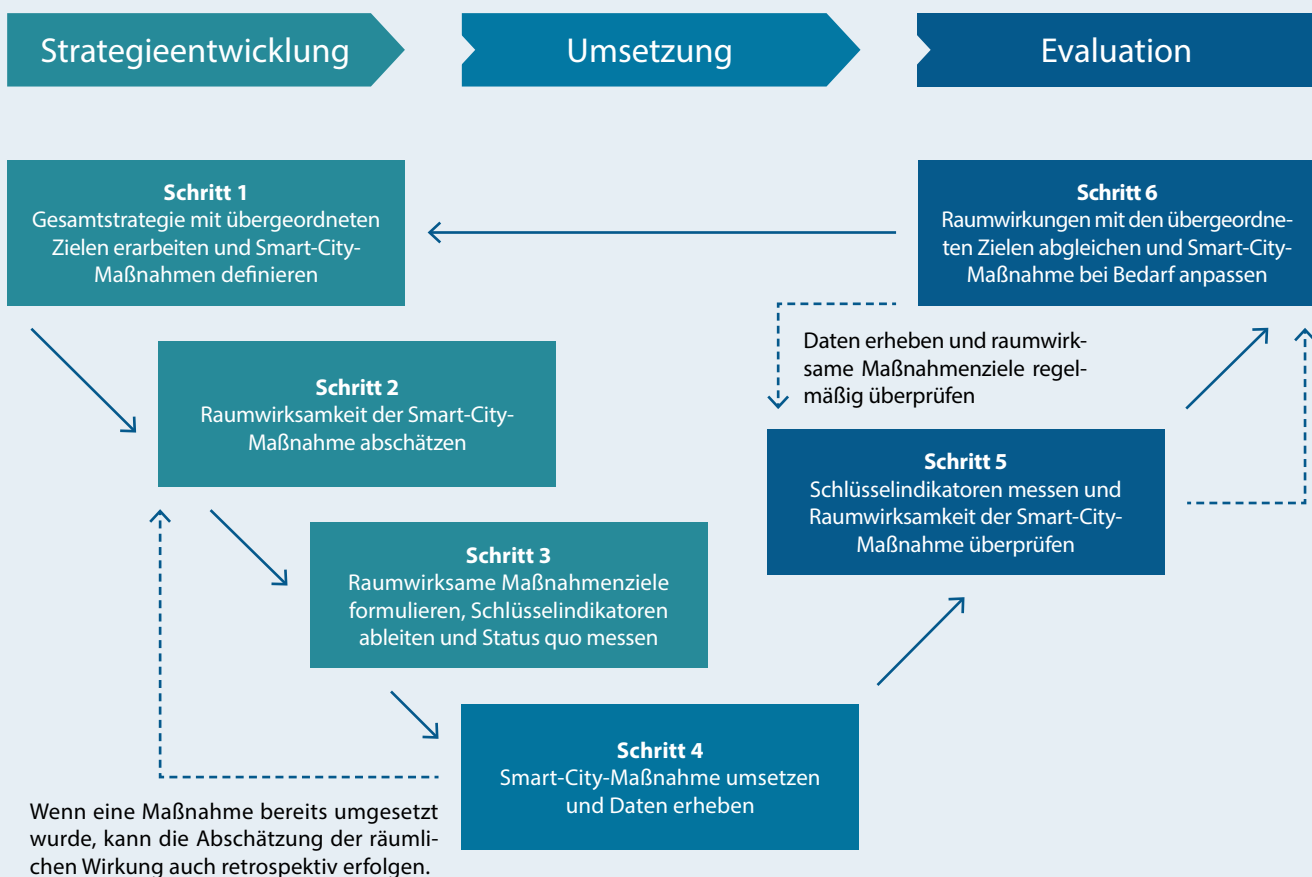 Strategieentwicklung
Umsetzung
Evaluation
Schritt 1
Gesamtstrategie mit übergeordneten
Zielen erarbeiten und Smart-City-
Maßnahmen definieren
Schritt 2
Raumwirksamkeit der Smart-City-
Maßnahme abschätzen
Schritt 3
Raumwirksame Maßnahmenziele
formulieren, Schlüsselindikatoren
ableiten und Status quo messen
Schritt 4
Smart-City-Maßnahme umsetzen
und Daten erheben
Wenn eine Maßnahme bereits umgesetzt
wurde, kann die Abschätzung der räumli-
chen Wirkung auch retrospektiv erfolgen.
Schritt 5
Schlüsselindikatoren messen und
Raumwirksamkeit der Smart-City-
Maßnahme überprüfen
Daten erheben und raumwirk-
same Maßnahmenziele regel-
mäßig überprüfen
Schritt 6
Raumwirkungen mit den übergeordne-
ten Zielen abgleichen und Smart-City-
Maßnahme bei Bedarf anpassen